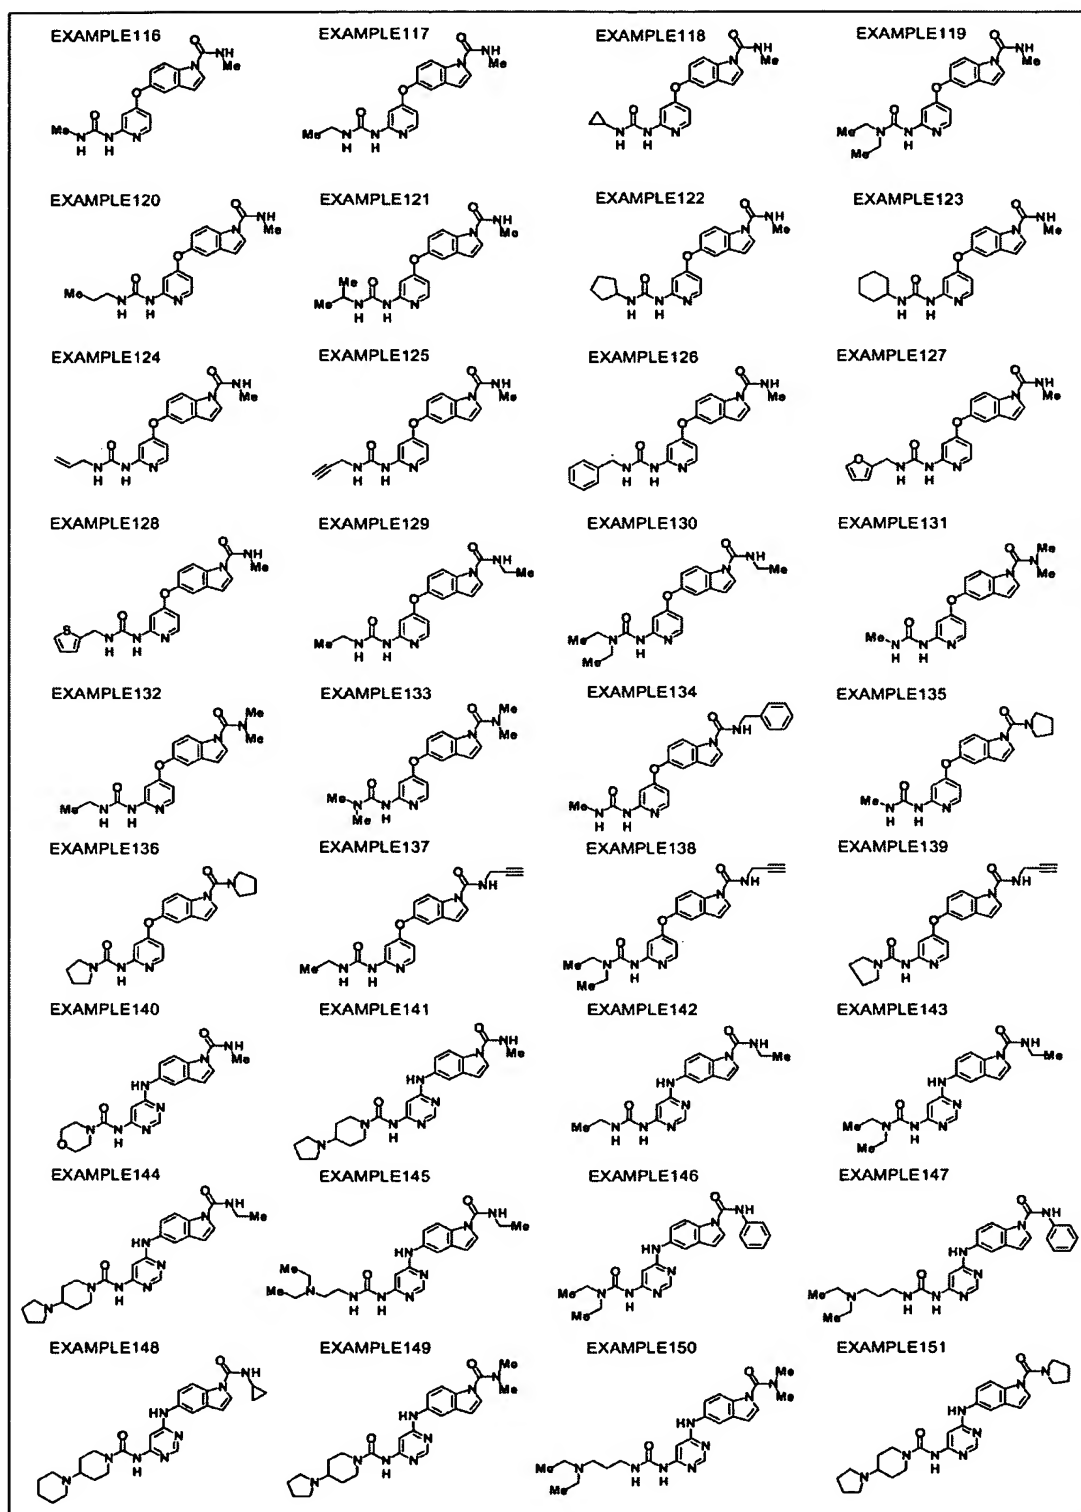 EXAMPLE116 EXAMPLE117 EXAMPLE118 EXAMPLE119
EXAMPLE120 EXAMPLE121 EXAMPLE122 EXAMPLE123
EXAMPLE124 EXAMPLE125 EXAMPLE126 EXAMPLE127
EXAMPLE128 EXAMPLE129 EXAMPLE130 EXAMPLE131
EXAMPLE132 EXAMPLE133 EXAMPLE134 EXAMPLE135
EXAMPLE136 EXAMPLE137 EXAMPLE138 EXAMPLE139
EXAMPLE140 EXAMPLE141 EXAMPLE142 EXAMPLE143
EXAMPLE144 EXAMPLE145 EXAMPLE146 EXAMPLE147
EXAMPLE148 EXAMPLE149 EXAMPLE150 EXAMPLE151